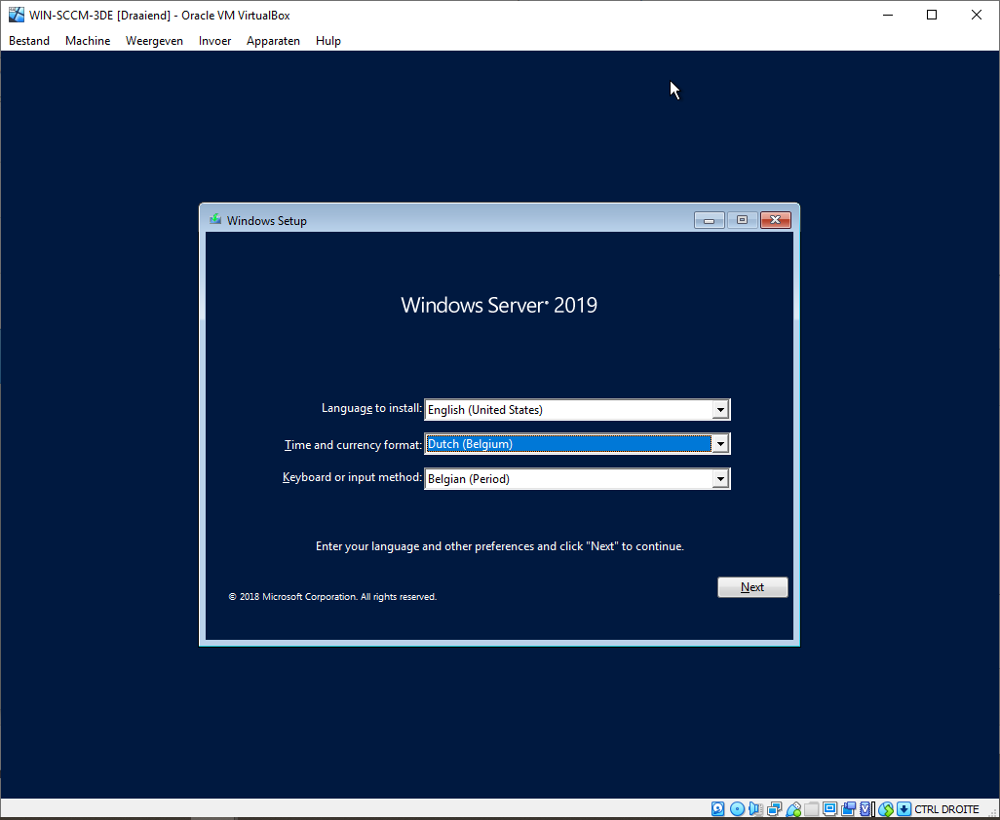 WIN-SCCM-3DE [Draaiend] - Oracle VM VirtualBox
Bestand Machine Weergeven Invoer Apparaten Hulp
Windows Setup
Windows Server® 2019
Language to install: English (United States)
Time and currency format: Dutch (Belgium)
Keyboard or input method: Belgian (Period)
Enter your language and other preferences and click "Next" to continue.
Next
© 2018 Microsoft Corporation. All rights reserved.
CTRL DROITE